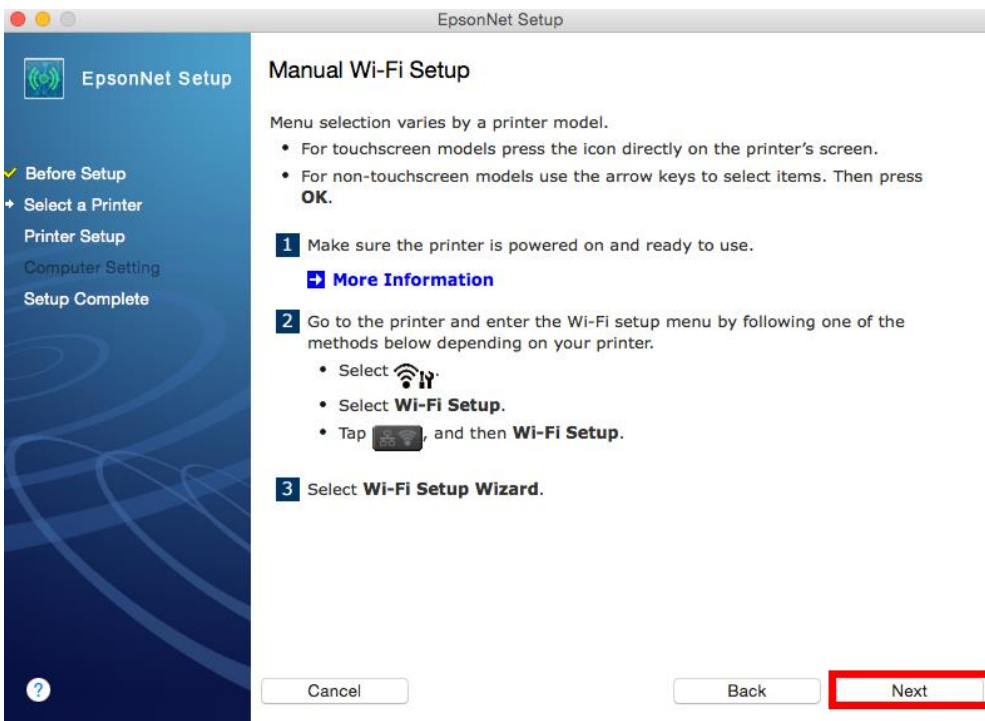 EpsonNet Setup
EpsonNet Setup
Before Setup
Select a Printer
Printer Setup
Computer Setting
Setup Complete
Manual Wi-Fi Setup
Menu selection varies by a printer model.
• For touchscreen models press the icon directly on the printer's screen.
• For non-touchscreen models use the arrow keys to select items. Then press
OK.
1 Make sure the printer is powered on and ready to use.
More Information
2 Go to the printer and enter the Wi-Fi setup menu by following one of the
methods below depending on your printer.
• Select .
• Select Wi-Fi Setup.
• Tap , and then Wi-Fi Setup.
3 Select Wi-Fi Setup Wizard.
?
Cancel
Back
Next